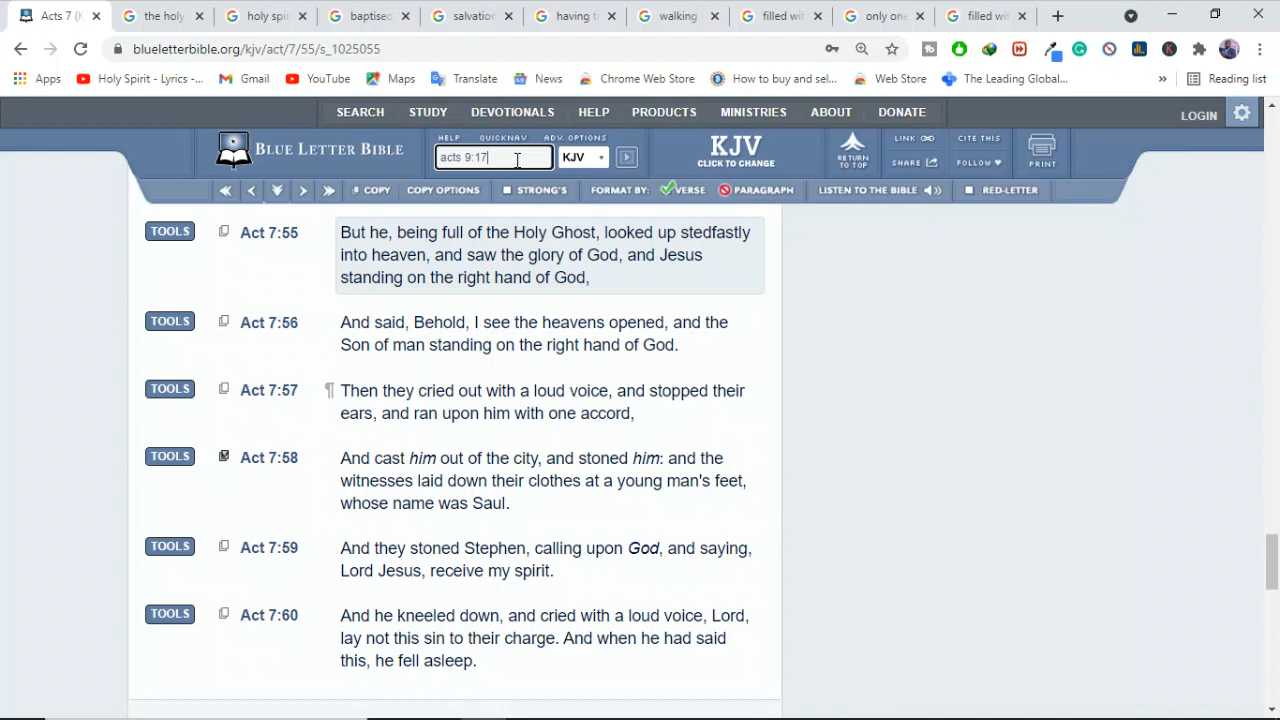 Acts 7 (
the holy
holy spi
baptised
salvation
having t
walking
filled wit
only one
filled wit
blueletterbible.org/kjv/act/7/55/s_1025055
Apps
Holy Spirit - Lyrics -...
Gmail
YouTube
Maps
Translate
News
Chrome Web Store
How to buy and sel...
Web Store
The Leading Global...
»
Reading list
SEARCH STUDY DEVOTIONALS HELP PRODUCTS MINISTRIES ABOUT DONATE
LOGIN
HELP QUICKNAV ADV. OPTIONS
BLUE LETTER BIBLE
acts 9:17
KJV
KJV
CLICK TO CHANGE
RETURN
TO TOP
LINK
CITE THIS
SHARE
FOLLOW
PRINT
COPY COPY OPTIONS STRONG'S FORMAT BY: VERSE PARAGRAPH LISTEN TO THE BIBLE RED-LETTER
TOOLS Act 7:55 But he, being full of the Holy Ghost, looked up stedfastly
into heaven, and saw the glory of God, and Jesus
standing on the right hand of God,
TOOLS Act 7:56 And said, Behold, I see the heavens opened, and the
Son of man standing on the right hand of God.
TOOLS Act 7:57 ¶ Then they cried out with a loud voice, and stopped their
ears, and ran upon him with one accord,
TOOLS Act 7:58 And cast him out of the city, and stoned him: and the
witnesses laid down their clothes at a young man's feet,
whose name was Saul.
TOOLS Act 7:59 And they stoned Stephen, calling upon God, and saying,
Lord Jesus, receive my spirit.
TOOLS Act 7:60 And he kneeled down, and cried with a loud voice, Lord,
lay not this sin to their charge. And when he had said
this, he fell asleep.